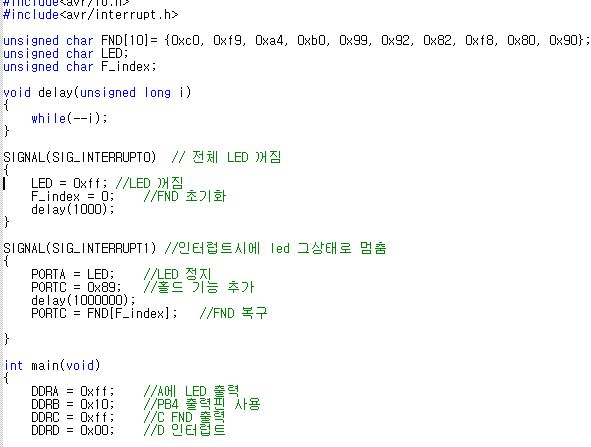 #include<avr/io.h>
#include<avr/interrupt.h>
unsigned char FND[10]= {0xc0, 0xf9, 0xa4, 0xb0, 0x99, 0x92, 0x82, 0xf8, 0x80, 0x90};
unsigned char LED;
unsigned char F_index;
void delay(unsigned long i)
{
while(--i);
}
SIGNAL(SIG_INTERRUPT0) // 전체 LED 꺼짐
{
LED = 0xff; //LED 꺼짐
F_index = 0; //FND 초기화
delay(1000);
}
SIGNAL(SIG_INTERRUPT1) //인터럽트시에 led 그상태로 멈춤
{
PORTA = LED; //LED 정지
PORTC = 0x89; //홀드 기능 추가
delay(1000000);
PORTC = FND[F_index]; //FND 복구
}
int main(void)
{
DDRA = 0xff; //A에 LED 출력
DDRB = 0x10; //PB4 출력핀 사용
DDRC = 0xff; //C FND 출력
DDRD = 0x00; //D 인터럽트